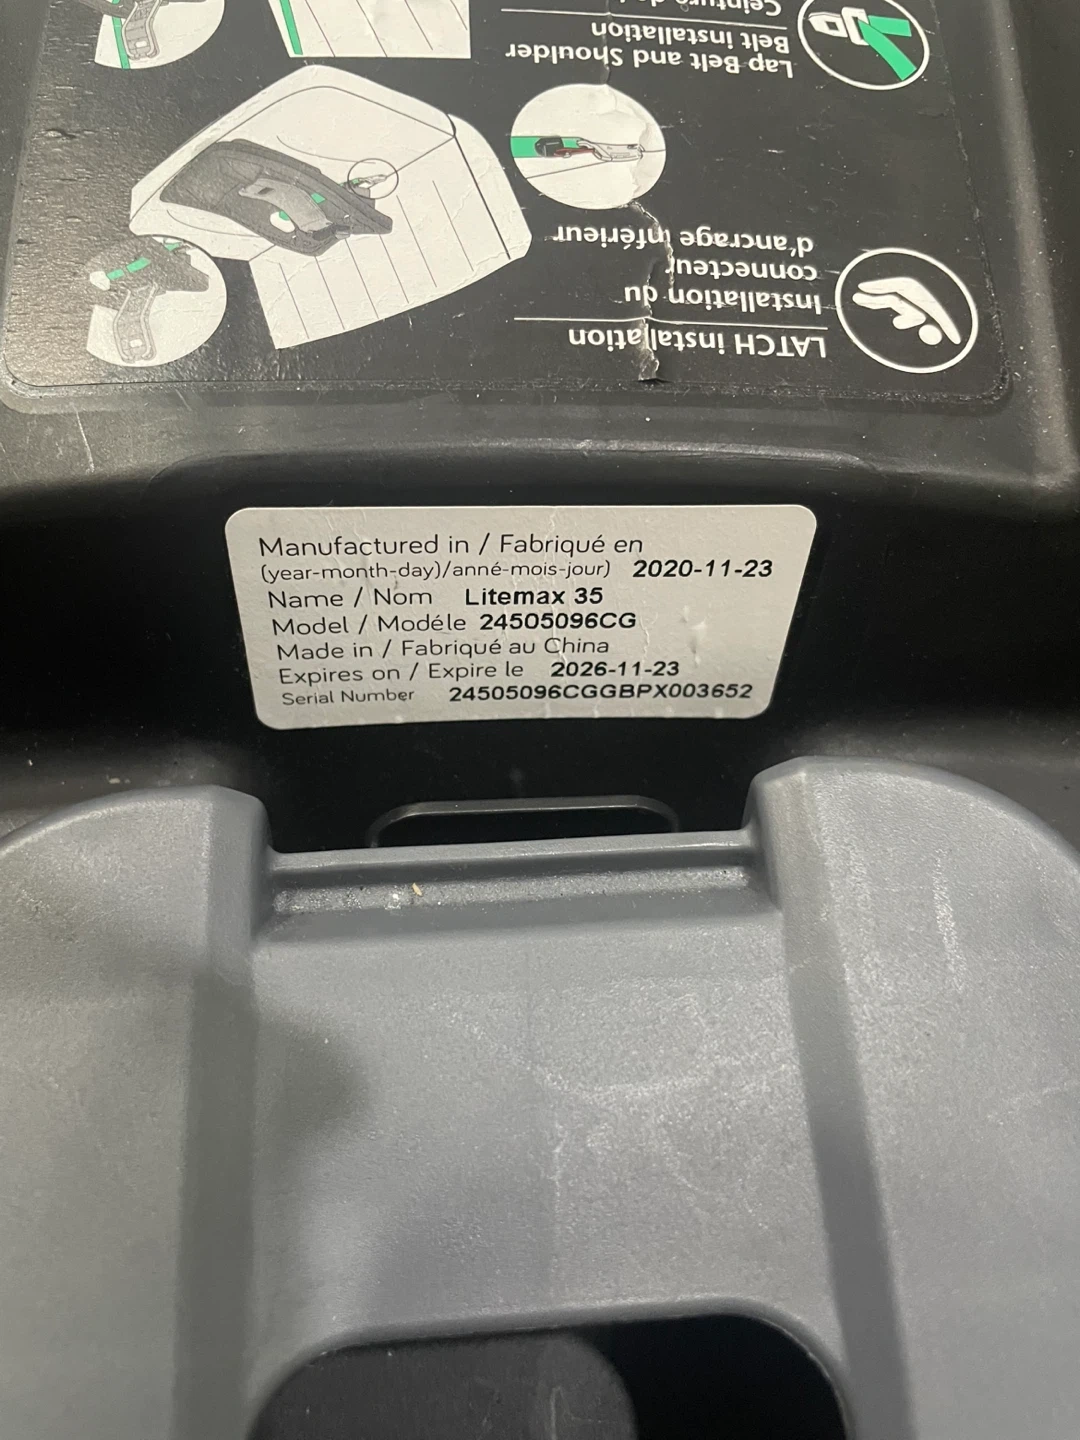 Ceinture
Belt installation
Lap Belt and Shoulder
d'ancrage inférieur
connecteur
Installation du
LATCH installation
Manufactured in / Fabriqué en
(year-month-day)/anné-mois-jour) 2020-11-23
Name / Nom Litemax 35
Model / Modéle 24505096CG
Made in / Fabriqué au China
Expires on / Expire le 2026-11-23
Serial Number 24505096CGGBPX003652